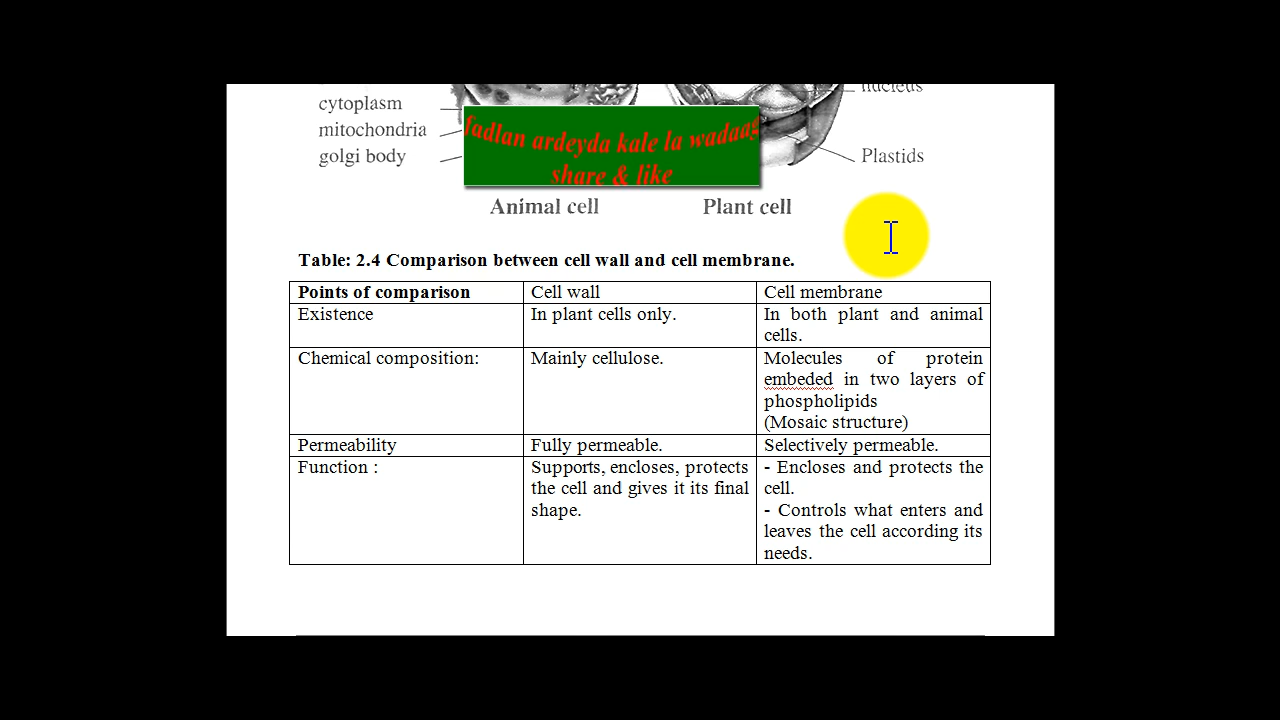 nucleus
cytoplasm
mitochondria
golgi body
Plastids
fadlan ardeyda kale la wadaag
share & like
Animal cell
Plant cell
Table: 2.4 Comparison between cell wall and cell membrane.
Points of comparison
Cell wall
Cell membrane
Existence
In plant cells only.
In both plant and animal
cells.
Chemical composition:
Mainly cellulose.
Molecules of protein
embeded in two layers of
phospholipids
(Mosaic structure)
Permeability
Fully permeable.
Selectively permeable.
Function :
Supports, encloses, protects
the cell and gives it its final
shape.
- Encloses and protects the
cell.
- Controls what enters and
leaves the cell according its
needs.